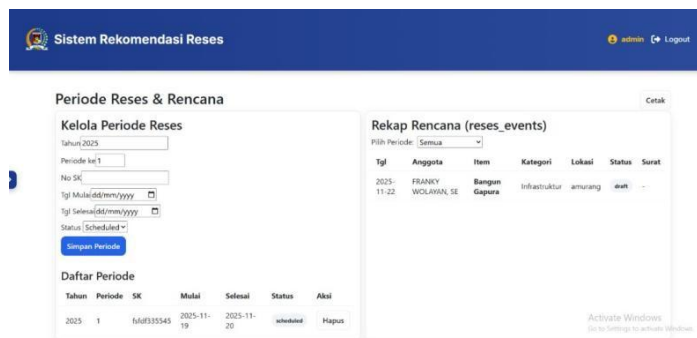 Sistem Rekomendasi Reses
admin Logout
Periode Reses & Rencana
Cetak
Kelola Periode Reses
Tahun 2025
Periode ke 1
No SK
Tgl Mulai dd/mm/yyyy
Tgl Selesai dd/mm/yyyy
Status Scheduled
Simpan Periode
Daftar Periode
Tahun Periode SK Mulai Selesai Status Aksi
2025 1 fsfdf335545 2025-11-19 2025-11-20 scheduled Hapus
Rekap Rencana (reses_events)
Pilih Periode: Semua
Tgl Anggota Item Kategori Lokasi Status Surat
2025-11-22 FRANKY WOLAYAN, SE Bangun Gapura Infrastruktur amurang draft -
Activate Windows
Go to Settings to activate Windows.